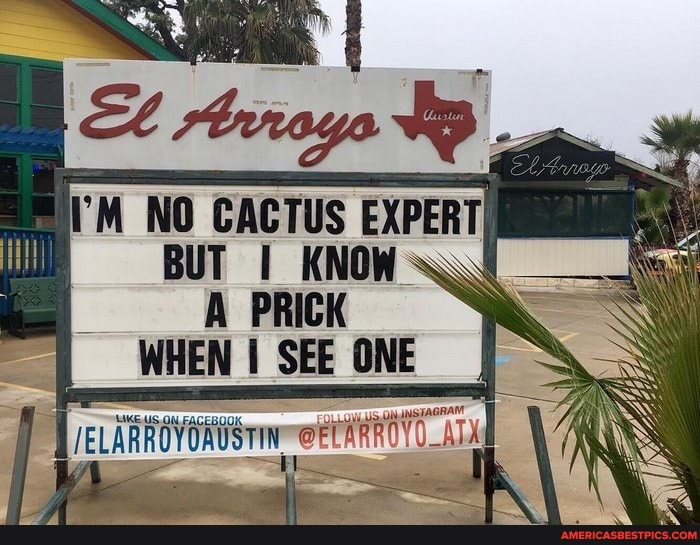 El Arroyo
Austin
El Arroyo
I'M NO CACTUS EXPERT
BUT I KNOW
A PRICK
WHEN I SEE ONE
LIKE US ON FACEBOOK
/ELARROYOAUSTIN
FOLLOW US ON INSTAGRAM
@ELARROYO_ATX
AMERICASBESTPICS.COM